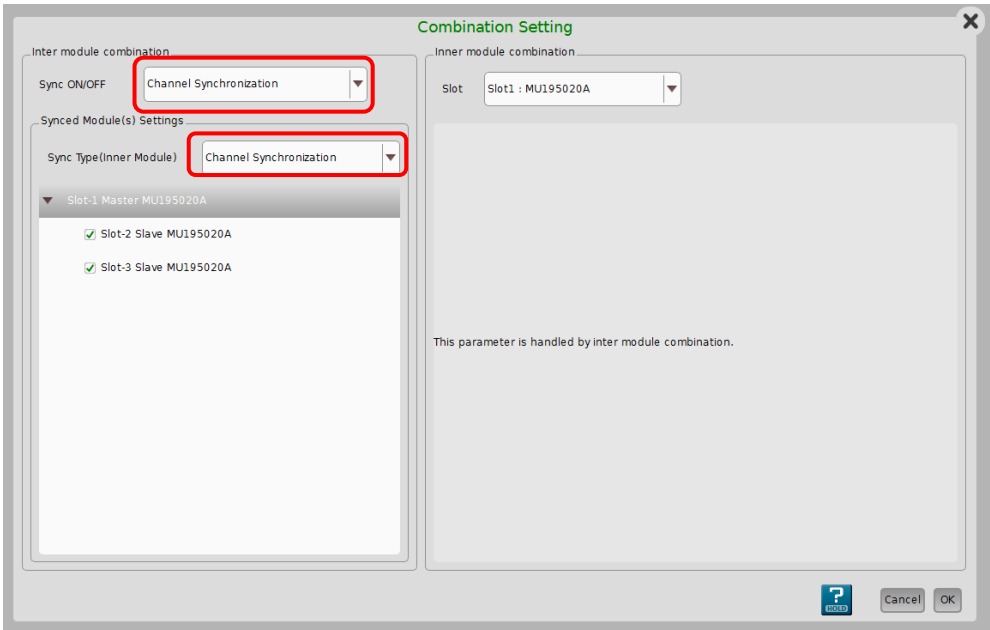 Combination Setting
Inter module combination
Sync ON/OFF
Channel Synchronization
Synced Module(s) Settings
Sync Type(Inner Module)
Channel Synchronization
Slot-1 Master MU195020A
Slot-2 Slave MU195020A
Slot-3 Slave MU195020A
Inner module combination
Slot
Slot1 : MU195020A
This parameter is handled by inter module combination.
?
HOLD
Cancel
OK